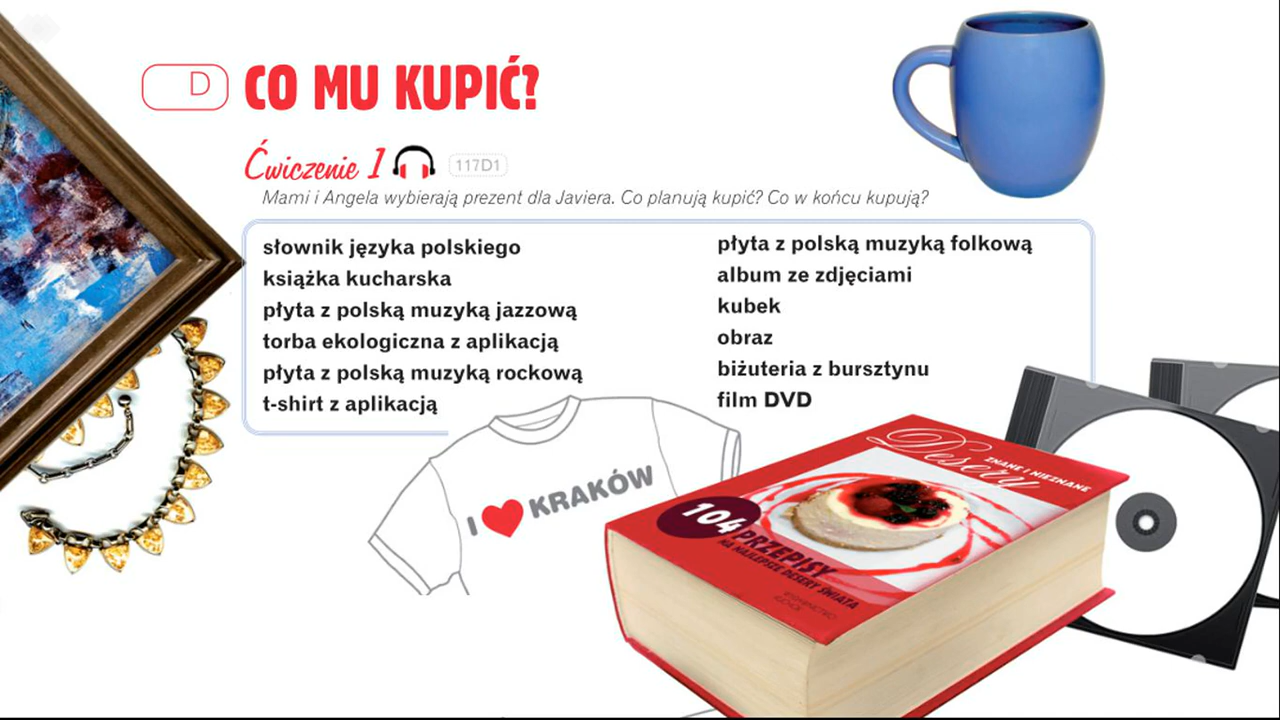 D CO MU KUPIĆ?
Ćwiczenie 1 117D1
Mami i Angela wybierają prezent dla Javiera. Co planują kupić? Co w końcu kupują?
słownik języka polskiego
książka kucharska
płyta z polską muzyką jazzową
torba ekologiczna z aplikacją
płyta z polską muzyką rockową
t-shirt z aplikacją
płyta z polską muzyką folkową
album ze zdjęciami
kubek
obraz
biżuteria z bursztynu
film DVD
I KRAKÓW
Desery
ZNANE I NIEZNANE
104 PRZEPISY
NA NAJLEPSZE DESERY ŚWIATA